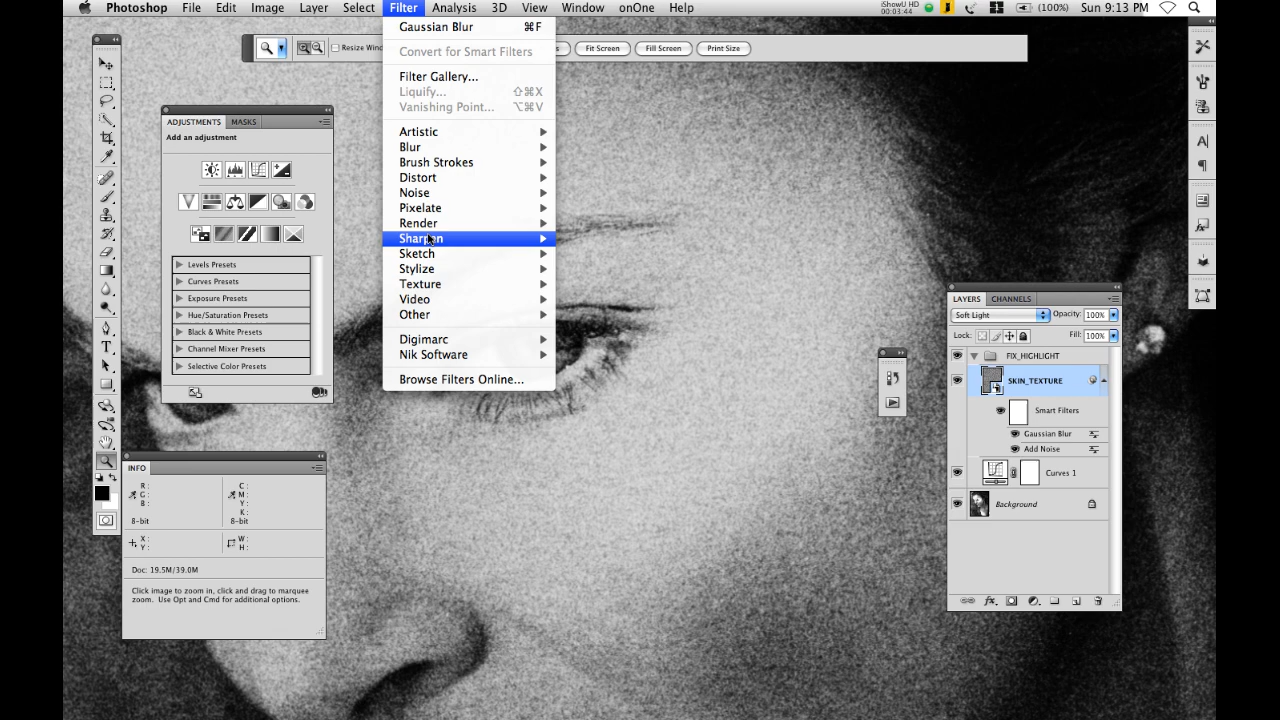 Photoshop File Edit Image Layer Select Filter Analysis 3D View Window onOne Help iShowU HD 00:03:44 (100%) Sun 9:13 PM
Gaussian Blur ⌘F
Convert for Smart Filters
Filter Gallery...
Liquify... ⇧⌘X
Vanishing Point... ⌥⌘V
Artistic
Blur
Brush Strokes
Distort
Noise
Pixelate
Render
Sharpen
Sketch
Stylize
Texture
Video
Other
Digimarc
Nik Software
Browse Filters Online...
Resize Wind
Fit Screen Fill Screen Print Size
ADJUSTMENTS MASKS
Add an adjustment
Levels Presets
Curves Presets
Exposure Presets
Hue/Saturation Presets
Black & White Presets
Channel Mixer Presets
Selective Color Presets
INFO
R : C :
G : M :
B : Y :
K :
8-bit 8-bit
X : W :
Y : H :
Doc: 19.5M/39.0M
Click image to zoom in, click and drag to marquee
zoom. Use Opt and Cmd for additional options.
LAYERS CHANNELS
Soft Light Opacity: 100%
Lock: Fill: 100%
FIX_HIGHLIGHT
SKIN_TEXTURE
Smart Filters
Gaussian Blur
Add Noise
Curves 1
Background